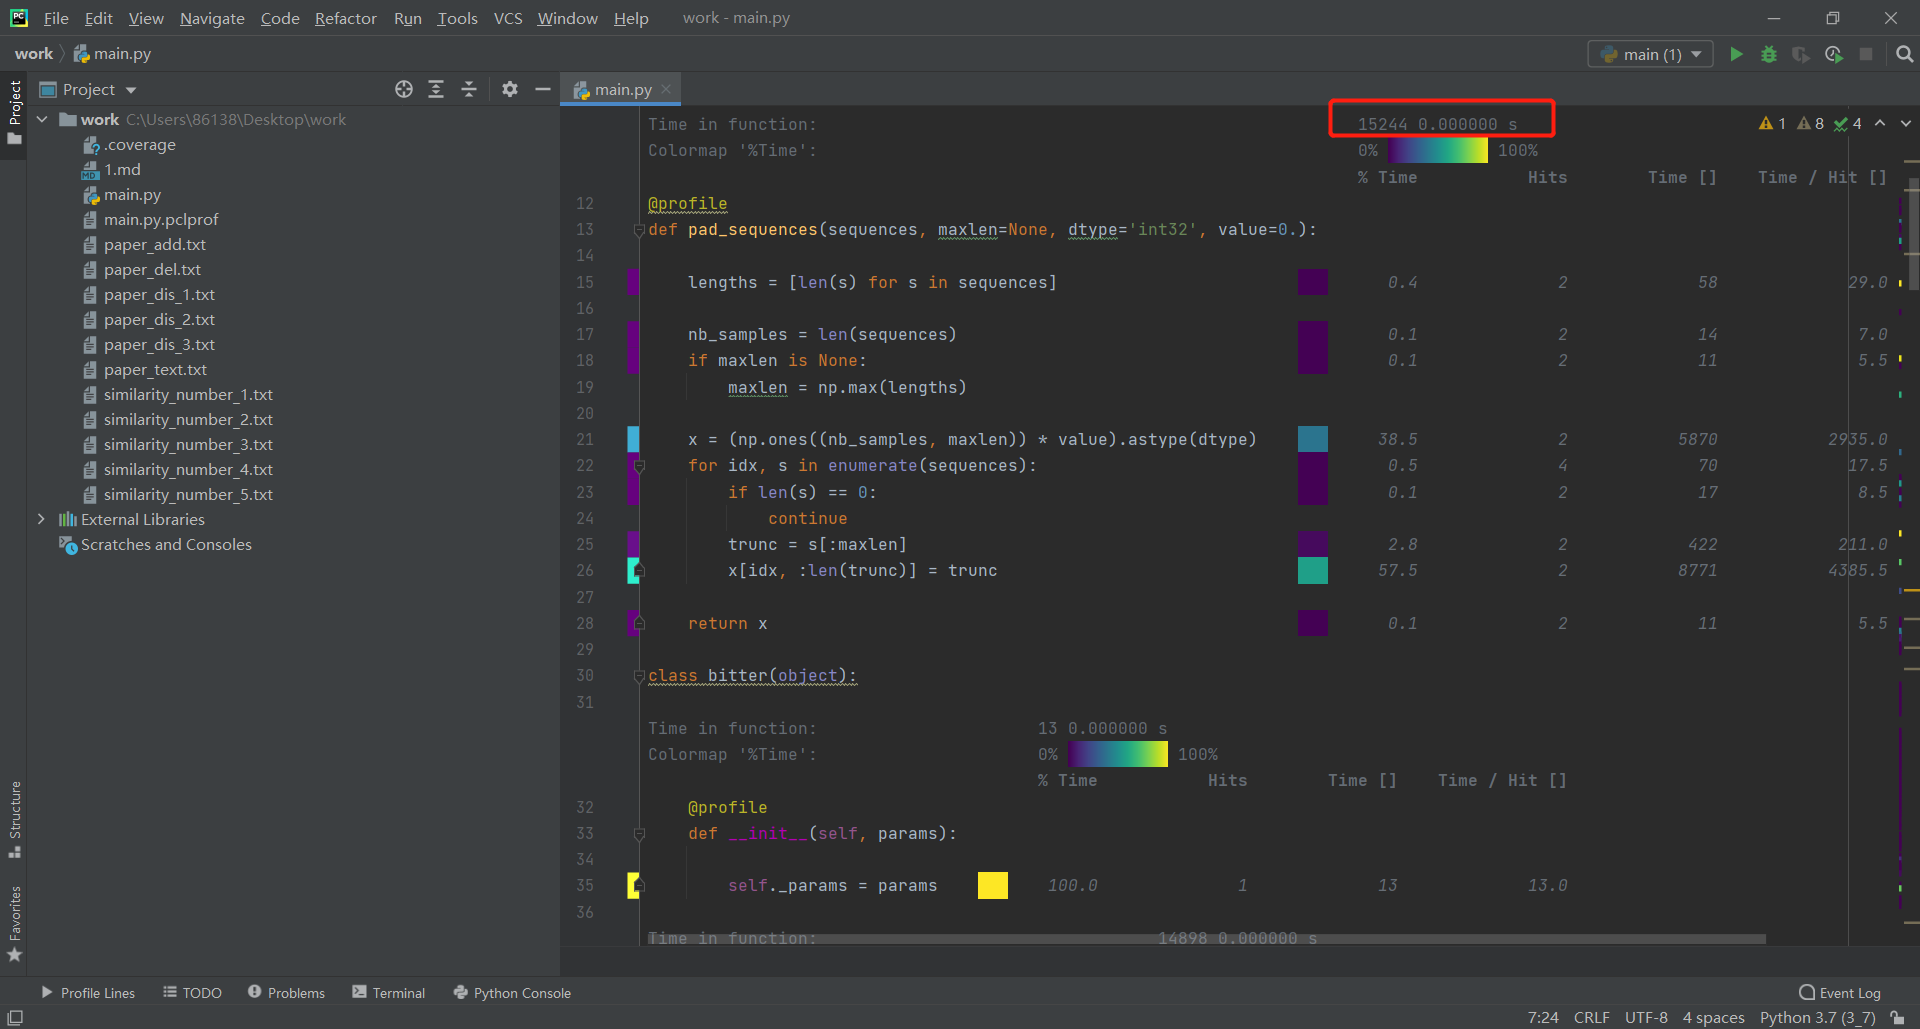 File Edit View Navigate Code Refactor Run Tools VCS Window Help work - main.py
work main.py main (1)
Project
main.py
work C:\Users\86138\Desktop\work
.coverage
1.md
main.py
main.py.pclprof
paper_add.txt
paper_del.txt
paper_dis_1.txt
paper_dis_2.txt
paper_dis_3.txt
paper_text.txt
similarity_number_1.txt
similarity_number_2.txt
similarity_number_3.txt
similarity_number_4.txt
similarity_number_5.txt
External Libraries
Scratches and Consoles
Project
Structure
Favorites
Time in function: 15244 0.000000 s
1 8 4
Colormap '%Time': 0% 100%
% Time Hits Time [] Time / Hit []
12 @profile
13 def pad_sequences(sequences, maxlen=None, dtype='int32', value=0.):
14
15 lengths = [len(s) for s in sequences] 0.4 2 58 29.0
16
17 nb_samples = len(sequences) 0.1 2 14 7.0
18 if maxlen is None: 0.1 2 11 5.5
19 maxlen = np.max(lengths)
20
21 x = (np.ones((nb_samples, maxlen)) * value).astype(dtype) 38.5 2 5870 2935.0
22 for idx, s in enumerate(sequences): 0.5 4 70 17.5
23 if len(s) == 0: 0.1 2 17 8.5
24 continue
25 trunc = s[:maxlen] 2.8 2 422 211.0
26 x[idx, :len(trunc)] = trunc 57.5 2 8771 4385.5
27
28 return x 0.1 2 11 5.5
29
30 class bitter(object):
31
Time in function: 13 0.000000 s
Colormap '%Time': 0% 100%
% Time Hits Time [] Time / Hit []
32 @profile
33 def __init__(self, params):
34
35 self._params = params 100.0 1 13 13.0
36
Time in function: 14898 0.000000 s
Profile Lines TODO Problems Terminal Python Console Event Log
7:24 CRLF UTF-8 4 spaces Python 3.7 (3_7)